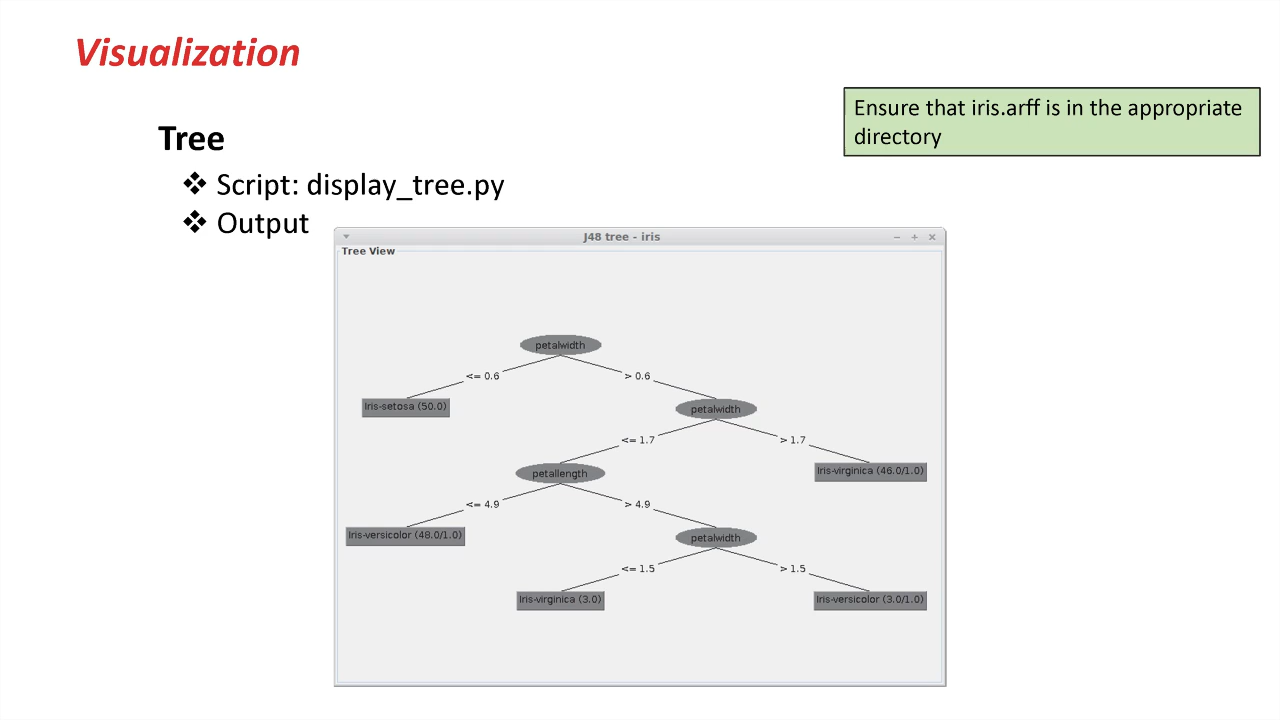 Visualization
Ensure that iris.arff is in the appropriate
directory
Tree
❖ Script: display_tree.py
❖ Output
J48 tree - iris
Tree View
petalwidth
<= 0.6
> 0.6
Iris-setosa (50.0)
petalwidth
<= 1.7
> 1.7
petallength
Iris-virginica (46.0/1.0)
<= 4.9
> 4.9
Iris-versicolor (48.0/1.0)
petalwidth
<= 1.5
> 1.5
Iris-virginica (3.0)
Iris-versicolor (3.0/1.0)